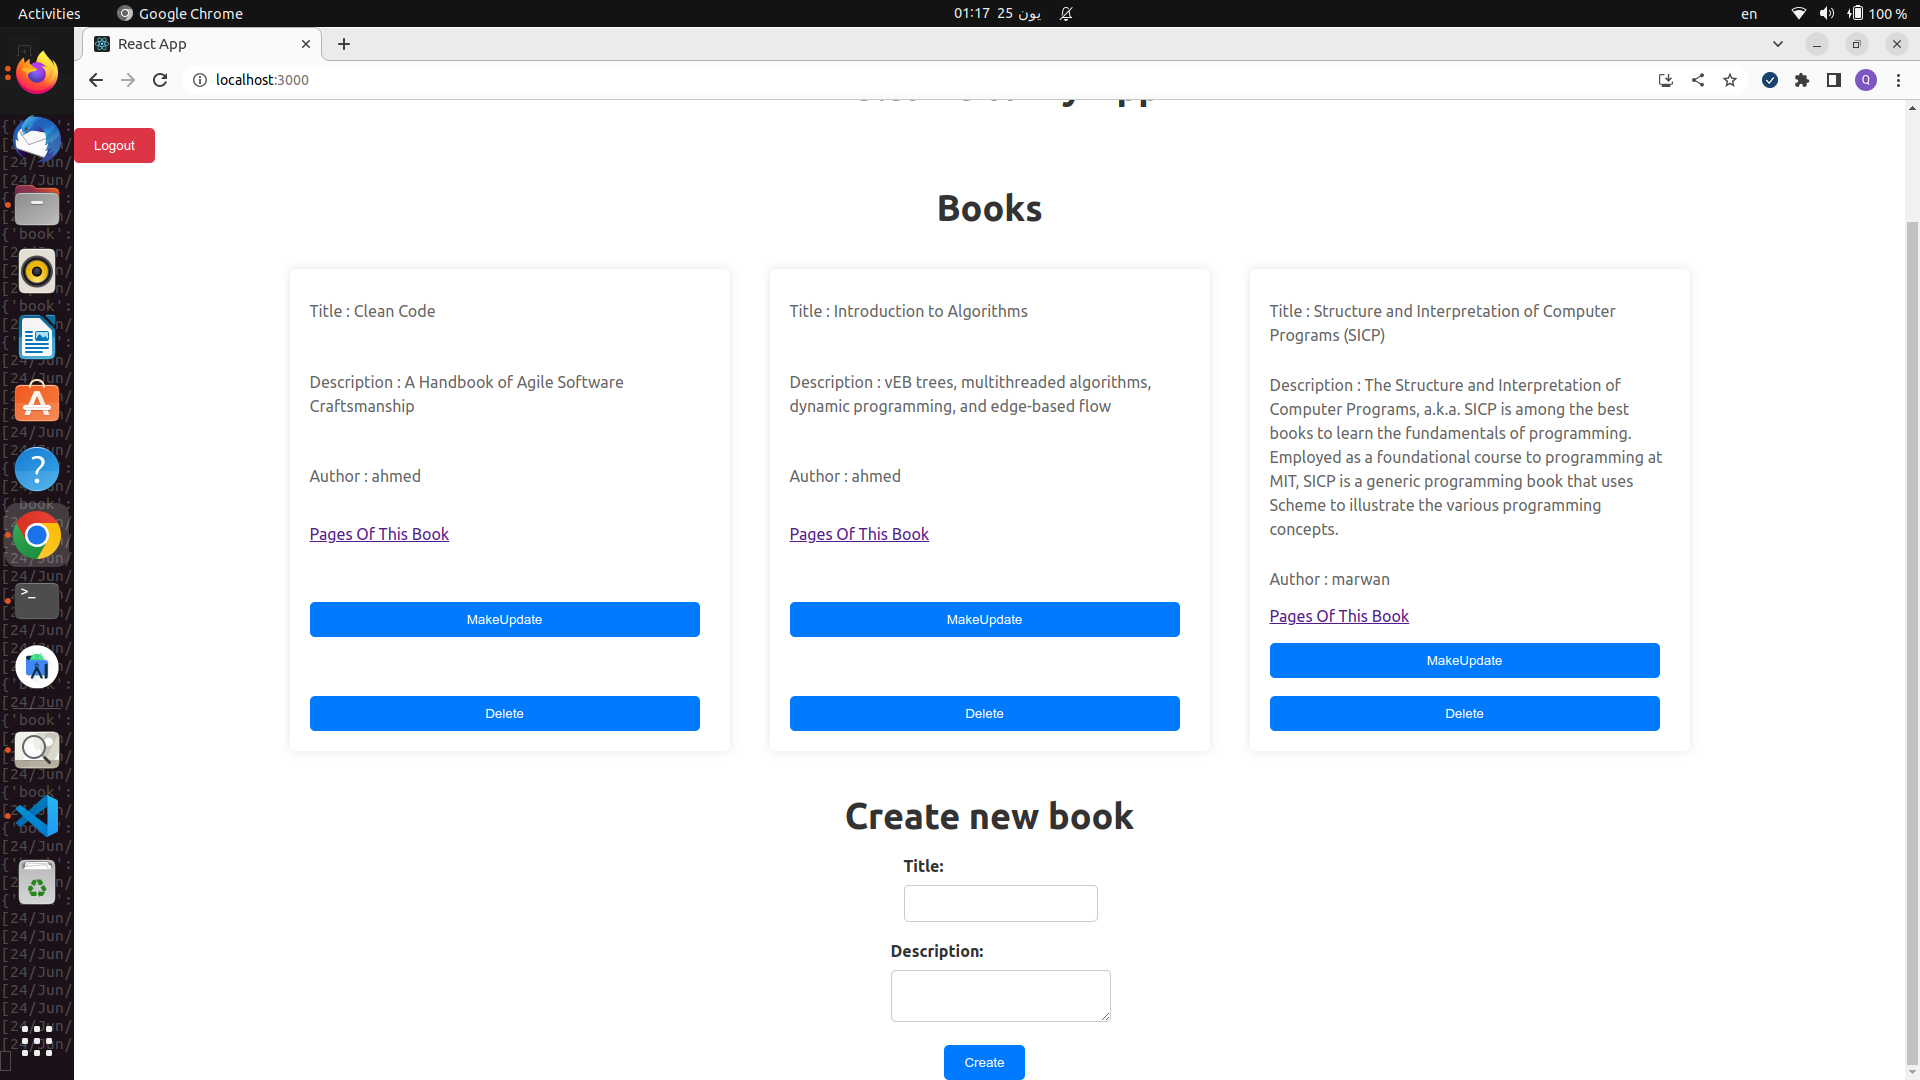 Activities
Google Chrome
01:17 25 يون
en
100 %
React App
localhost:3000
Q
Logout
Books
Title : Clean Code
Description : A Handbook of Agile Software
Craftsmanship
Author : ahmed
Pages Of This Book
MakeUpdate
Delete
Title : Introduction to Algorithms
Description : vEB trees, multithreaded algorithms,
dynamic programming, and edge-based flow
Author : ahmed
Pages Of This Book
MakeUpdate
Delete
Title : Structure and Interpretation of Computer
Programs (SICP)
Description : The Structure and Interpretation of
Computer Programs, a.k.a. SICP is among the best
books to learn the fundamentals of programming.
Employed as a foundational course to programming at
MIT, SICP is a generic programming book that uses
Scheme to illustrate the various programming
concepts.
Author : marwan
Pages Of This Book
MakeUpdate
Delete
Create new book
Title:
Description:
Create